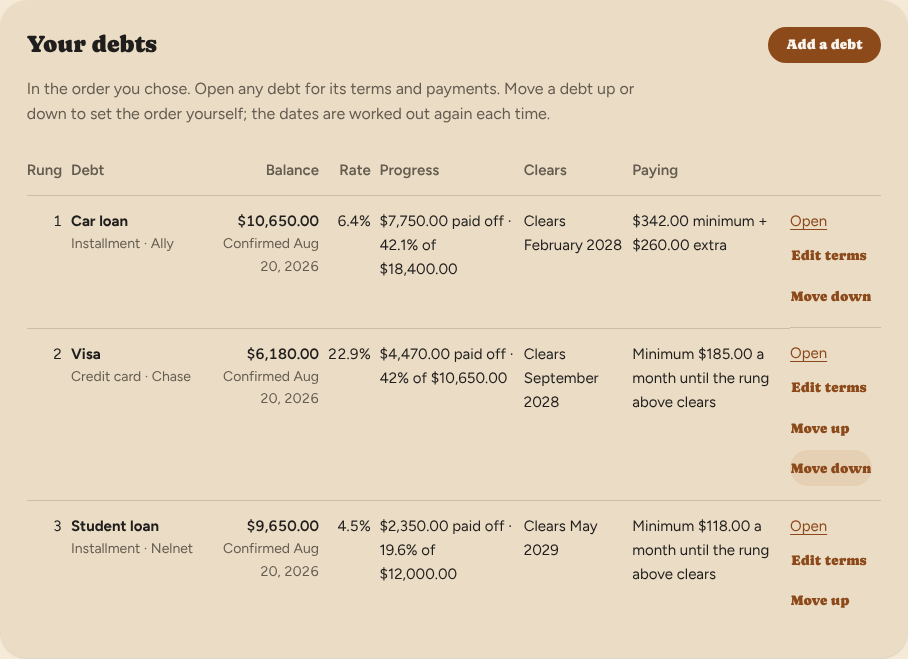 Your debts
Add a debt
In the order you chose. Open any debt for its terms and payments. Move a debt up or
down to set the order yourself; the dates are worked out again each time.
Rung Debt Balance Rate Progress Clears Paying
1 Car loan $10,650.00 6.4% $7,750.00 paid off · Clears $342.00 minimum + Open
Installment · Ally Confirmed Aug 42.1% of February 2028 $260.00 extra
Edit terms
20, 2026 $18,400.00
Move down
2 Visa $6,180.00 22.9% $4,470.00 paid off · Clears Minimum $185.00 a Open
Credit card · Chase Confirmed Aug 42% of $10,650.00 September month until the rung
Edit terms
20, 2026 2028 above clears
Move up
Move down
3 Student loan $9,650.00 4.5% $2,350.00 paid off · Clears May Minimum $118.00 a Open
Installment · Nelnet Confirmed Aug 19.6% of 2029 month until the rung
Edit terms
20, 2026 $12,000.00 above clears
Move up